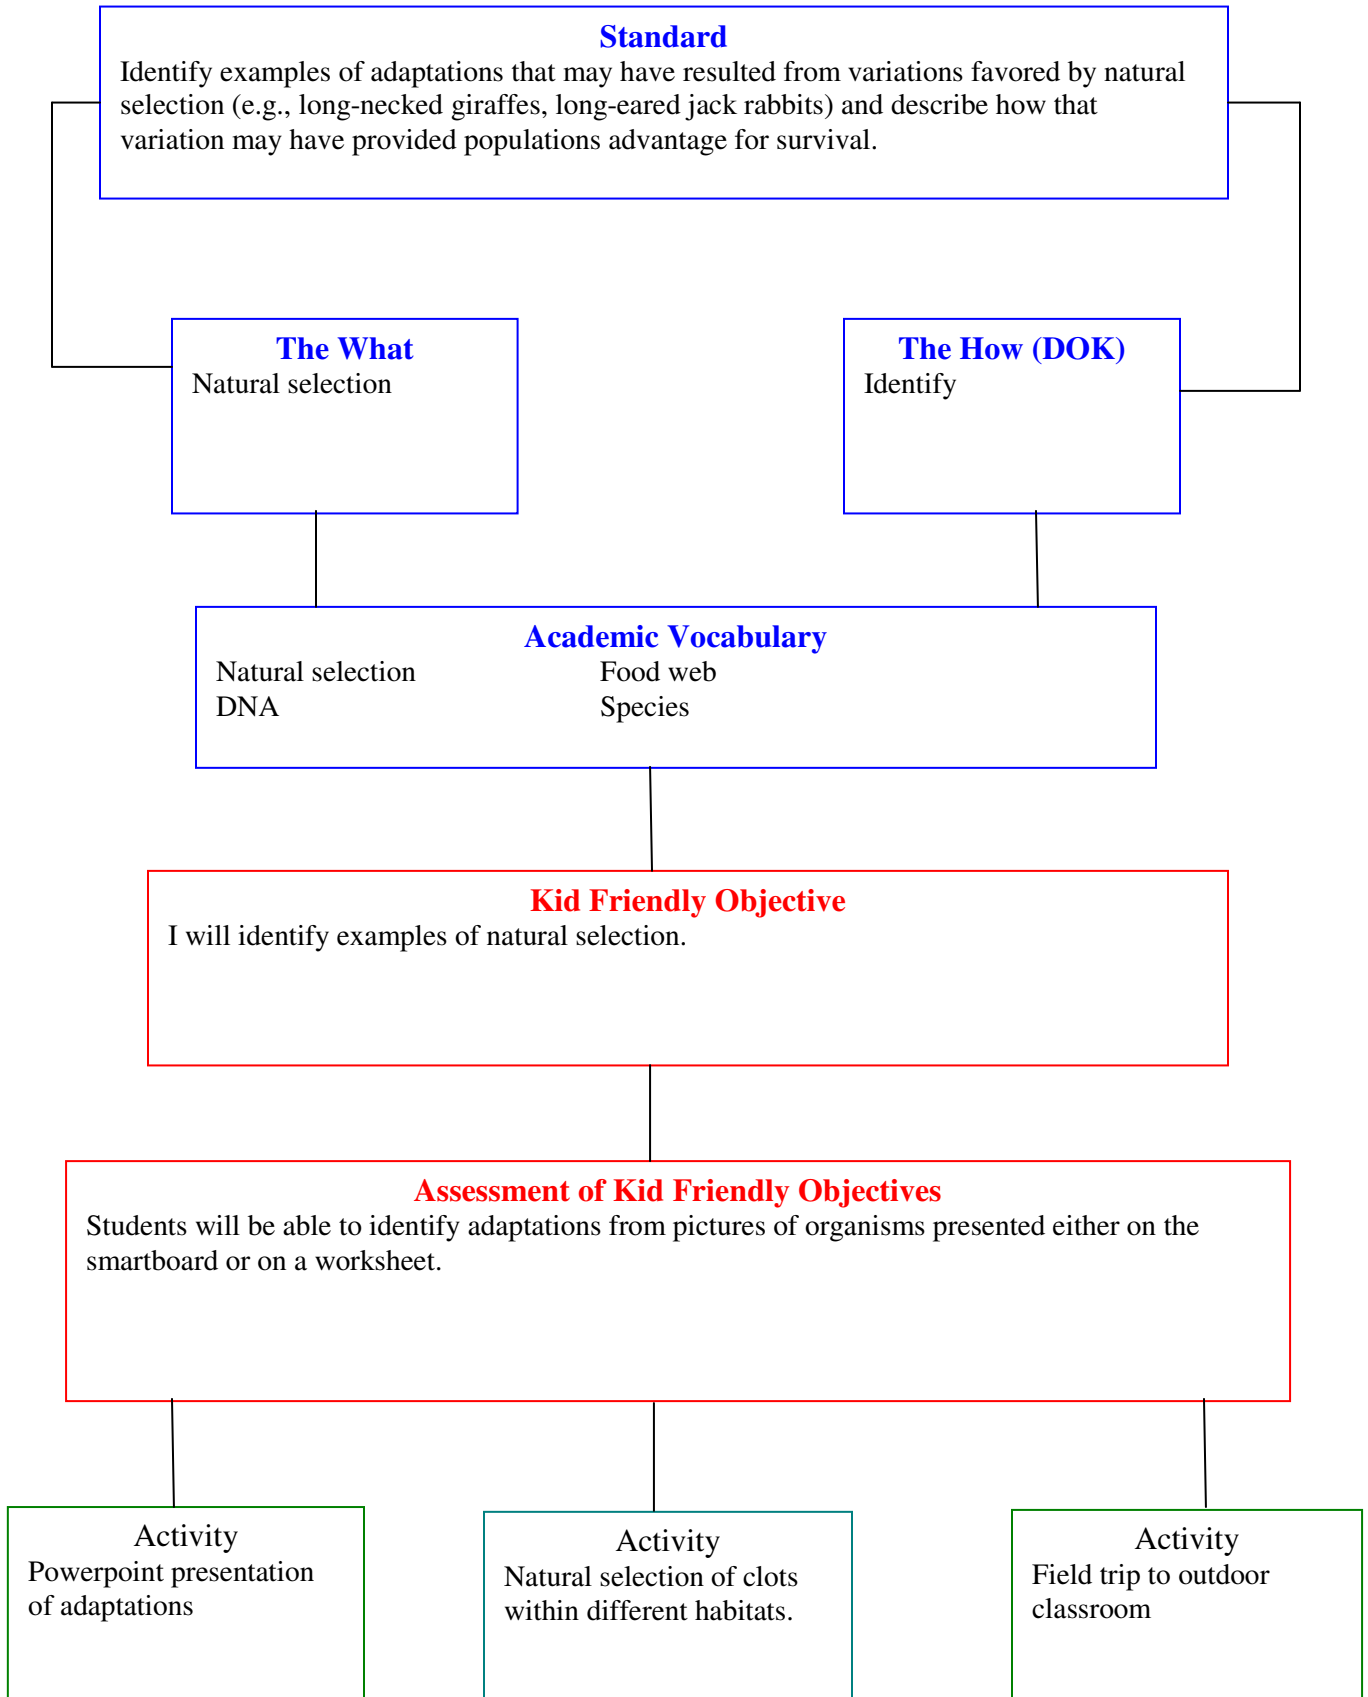 Standard
Identify examples of adaptations that may have resulted from variations favored by natural
selection (e.g., long-necked giraffes, long-eared jack rabbits) and describe how that
variation may have provided populations advantage for survival.
The What
Natural selection
The How (DOK)
Identify
Academic Vocabulary
Natural selection Food web
DNA Species
Kid Friendly Objective
I will identify examples of natural selection.
Assessment of Kid Friendly Objectives
Students will be able to identify adaptations from pictures of organisms presented either on the
smartboard or on a worksheet.
Activity
Powerpoint presentation
of adaptations
Activity
Natural selection of clots
within different habitats.
Activity
Field trip to outdoor
classroom